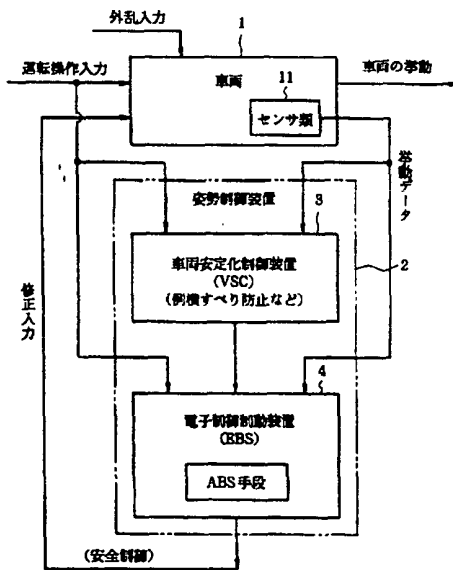 外乱入力
1
運転操作入力
車両
車両の挙動
11
センサ類
挙動データ
姿勢制御装置
3
2
車両安定化制御装置
(VSC)
(例横すべり防止など)
修正入力
4
電子制御制動装置
(EBS)
ABS手段
(安全制御)